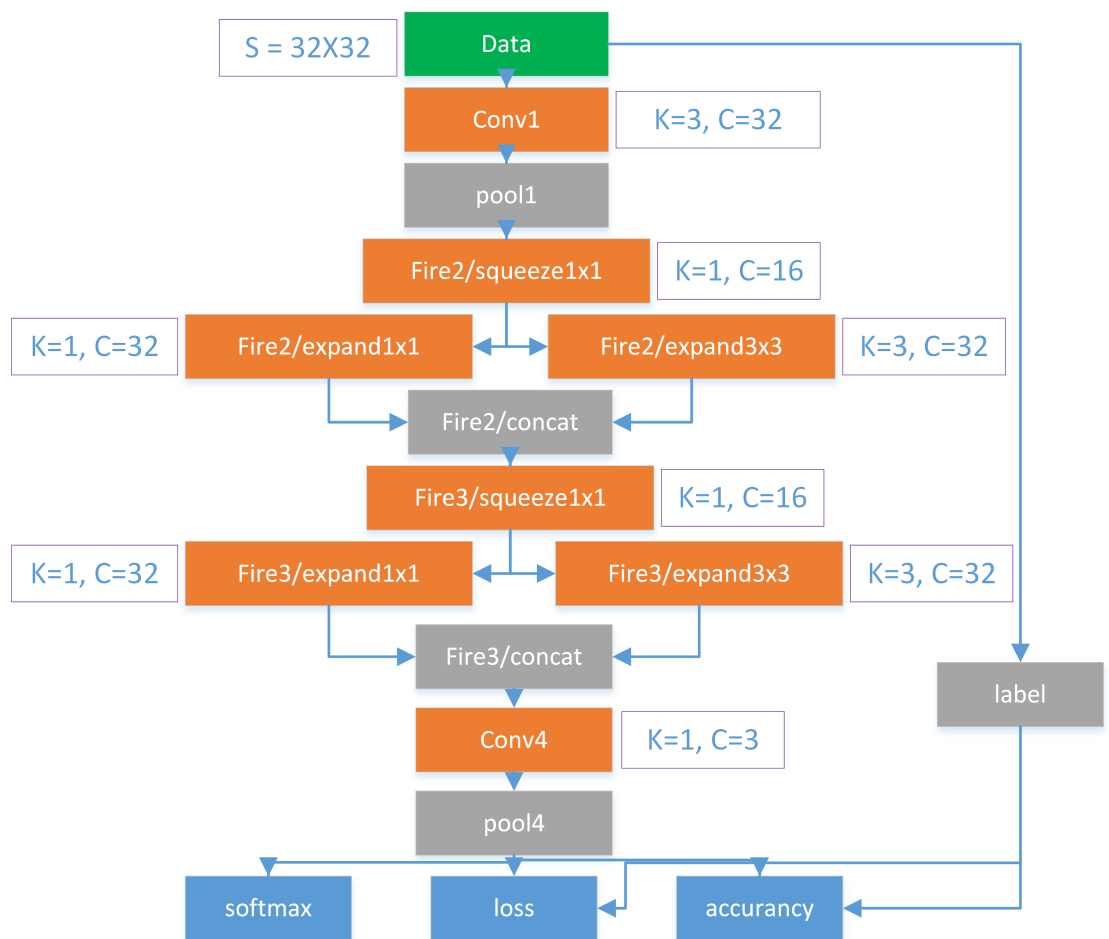 S = 32X32
Data
Conv1
K=3, C=32
pool1
Fire2/squeeze1x1
K=1, C=16
K=1, C=32
Fire2/expand1x1
Fire2/expand3x3
K=3, C=32
Fire2/concat
Fire3/squeeze1x1
K=1, C=16
K=1, C=32
Fire3/expand1x1
Fire3/expand3x3
K=3, C=32
Fire3/concat
label
Conv4
K=1, C=3
pool4
softmax
loss
accurancy